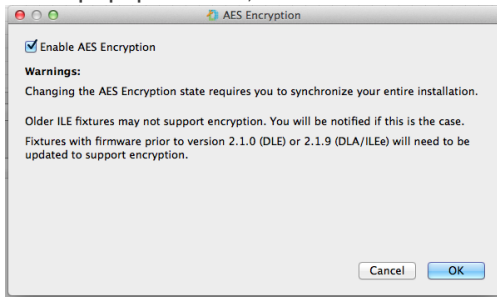 AES Encryption
Enable AES Encryption
Warnings:
Changing the AES Encryption state requires you to synchronize your entire installation.
Older ILE fixtures may not support encryption. You will be notified if this is the case.
Fixtures with firmware prior to version 2.1.0 (DLE) or 2.1.9 (DLA/ILEe) will need to be
updated to support encryption.
Cancel OK